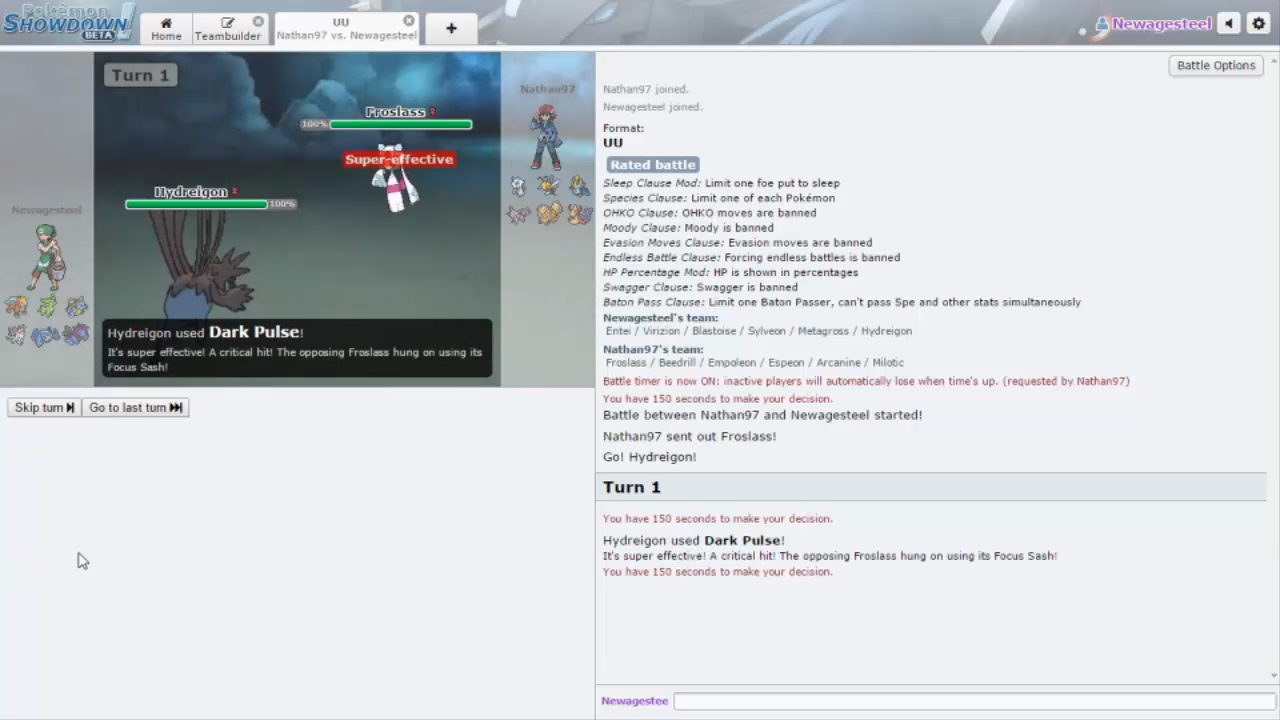 Pokémon
Showdown!
BETA
Home
Teambuilder
UU
Nathan97 vs. Newagesteel
+
Newagesteel
Turn 1
Froslass
100%
Super-effective
Hydreigon
100%
Newagesteel
Nathan97
Hydreigon used Dark Pulse!
It's super effective! A critical hit! The opposing Froslass hung on using its
Focus Sash!
Skip turn
Go to last turn
Battle Options
Nathan97 joined.
Newagesteel joined.
Format:
UU
Rated battle
Sleep Clause Mod: Limit one foe put to sleep
Species Clause: Limit one of each Pokémon
OHKO Clause: OHKO moves are banned
Moody Clause: Moody is banned
Evasion Moves Clause: Evasion moves are banned
Endless Battle Clause: Forcing endless battles is banned
HP Percentage Mod: HP is shown in percentages
Swagger Clause: Swagger is banned
Baton Pass Clause: Limit one Baton Passer, can't pass Spe and other stats simultaneously
Newagesteel's team:
Entei / Virizion / Blastoise / Sylveon / Metagross / Hydreigon
Nathan97's team:
Froslass / Beedrill / Empoleon / Espeon / Arcanine / Milotic
Battle timer is now ON: inactive players will automatically lose when time's up. (requested by Nathan97)
You have 150 seconds to make your decision.
Battle between Nathan97 and Newagesteel started!
Nathan97 sent out Froslass!
Go! Hydreigon!
Turn 1
You have 150 seconds to make your decision.
Hydreigon used Dark Pulse!
It's super effective! A critical hit! The opposing Froslass hung on using its Focus Sash!
You have 150 seconds to make your decision.
Newagestee